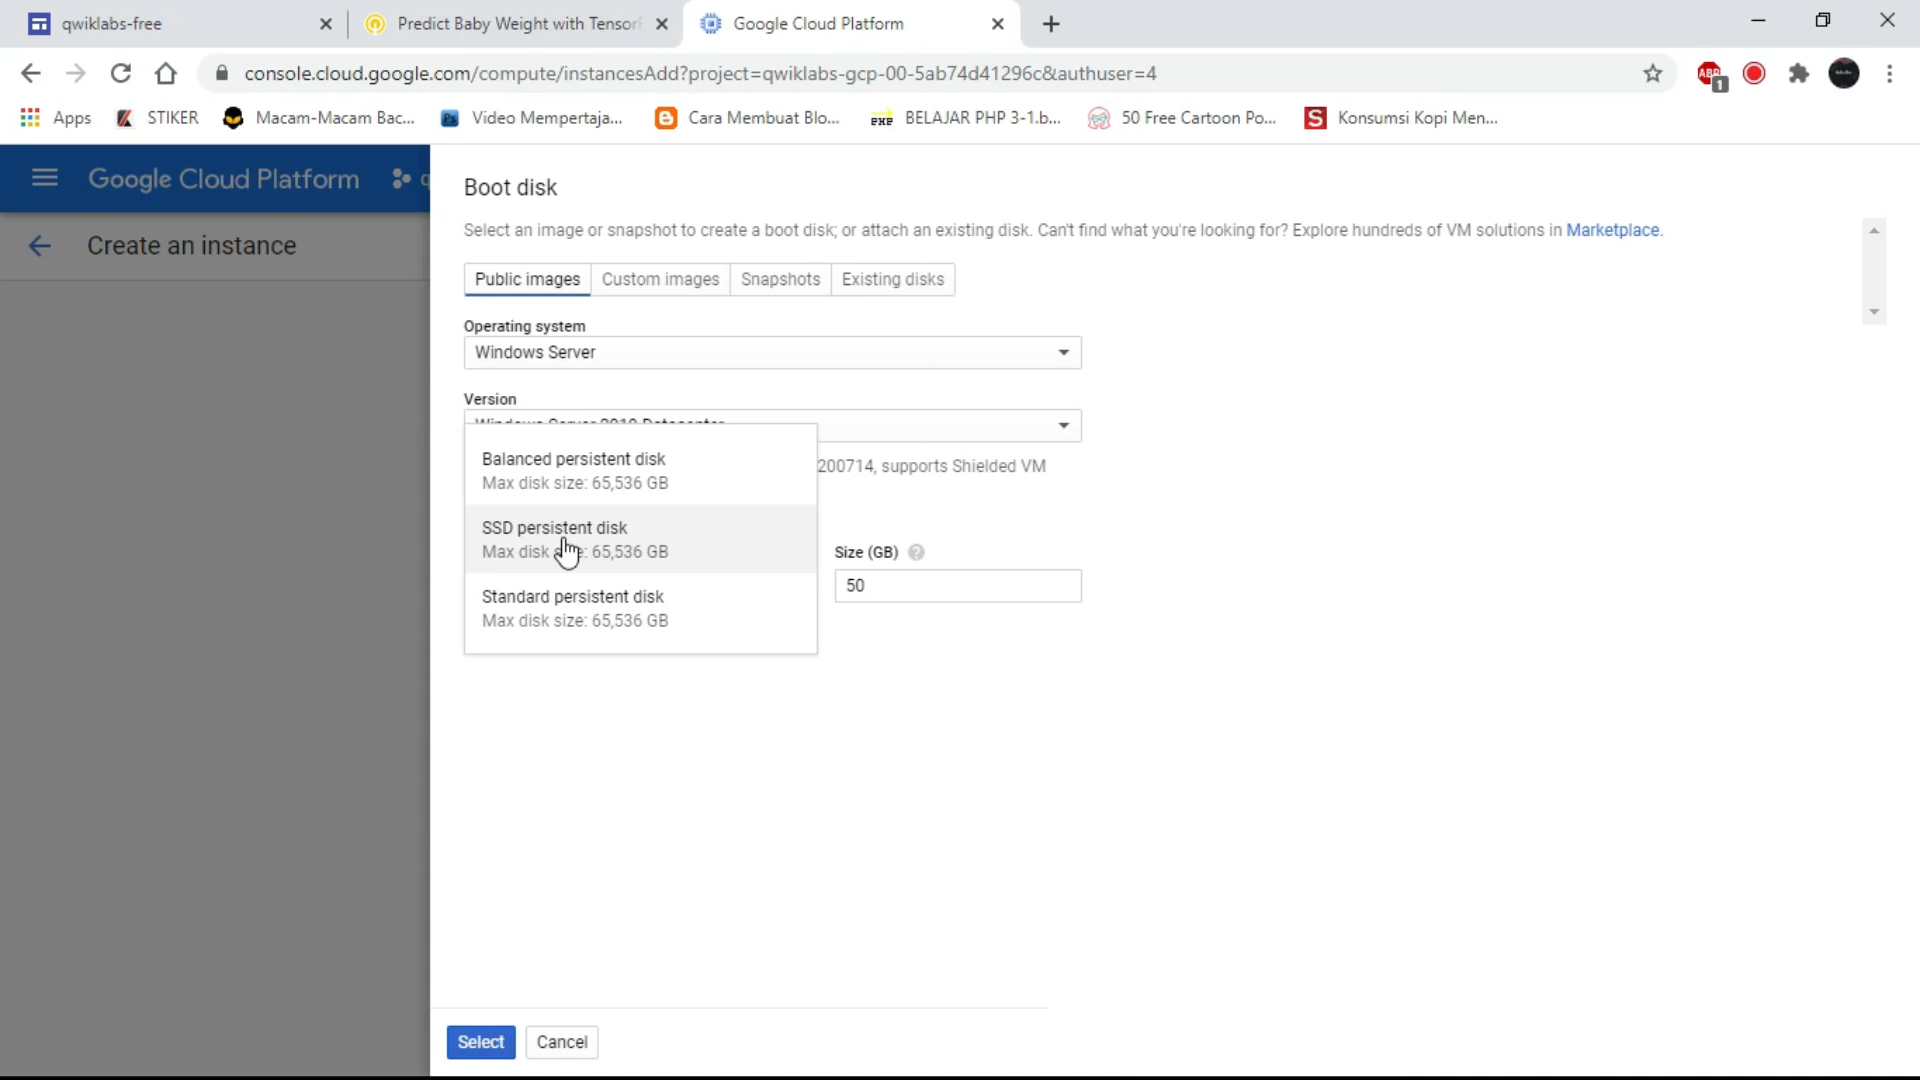 qwiklabs-free
Predict Baby Weight with Tensorf
Google Cloud Platform
console.cloud.google.com/compute/instancesAdd?project=qwiklabs-gcp-00-5ab74d41296c&authuser=4
ABP
1
Apps
STIKER
Macam-Macam Bac...
Video Mempertaja...
Cara Membuat Blo...
BELAJAR PHP 3-1.b...
50 Free Cartoon Po...
Konsumsi Kopi Men...
Google Cloud Platform
q
Create an instance
Boot disk
Select an image or snapshot to create a boot disk; or attach an existing disk. Can't find what you're looking for? Explore hundreds of VM solutions in Marketplace.
Public images
Custom images
Snapshots
Existing disks
Operating system
Windows Server
Version
Windows Server 2019 Datacenter
200714, supports Shielded VM
Balanced persistent disk
Max disk size: 65,536 GB
SSD persistent disk
Max disk size: 65,536 GB
Standard persistent disk
Max disk size: 65,536 GB
Size (GB) ?
50
Select
Cancel